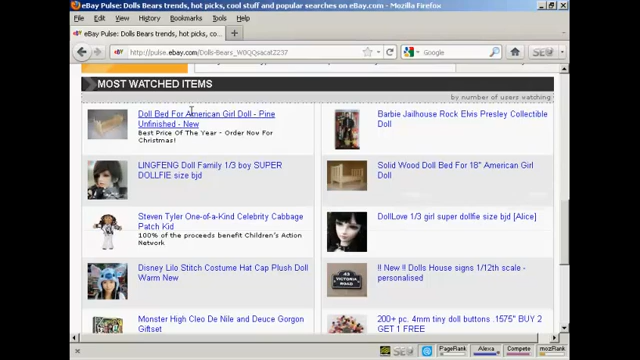 eBay Pulse: Dolls Bears trends, hot picks, cool stuff and popular searches on eBay.com - Mozilla Firefox
File Edit View History Bookmarks Tools Help
eBay Pulse: Dolls Bears trends, hot picks, co...
http://pulse.ebay.com/Dolls-Bears_W0QQsacatZ237
Google
MOST WATCHED ITEMS
by number of users watching
Doll Bed For American Girl Doll - Pine
Unfinished - New
Best Price Of The Year - Order Now For
Christmas!
Barbie Jailhouse Rock Elvis Presley Collectible
Doll
LINGFENG Doll Family 1/3 boy SUPER
DOLLFIE size bjd
Solid Wood Doll Bed For 18" American Girl
Doll
Steven Tyler One-of-a-Kind Celebrity Cabbage
Patch Kid
100% of the proceeds benefit Children's Action
Network
DollLove 1/3 girl super dollfie size bjd [Alice]
Disney Lilo Stitch Costume Hat Cap Plush Doll
Warm New
!! New !! Dolls House signs 1/12th scale -
personalised
Monster High Cleo De Nile and Deuce Gorgon
Giftset
200+ pc. 4mm tiny doll buttons .1575" BUY 2
GET 1 FREE
PageRank
Alexa
Compete
mozRank